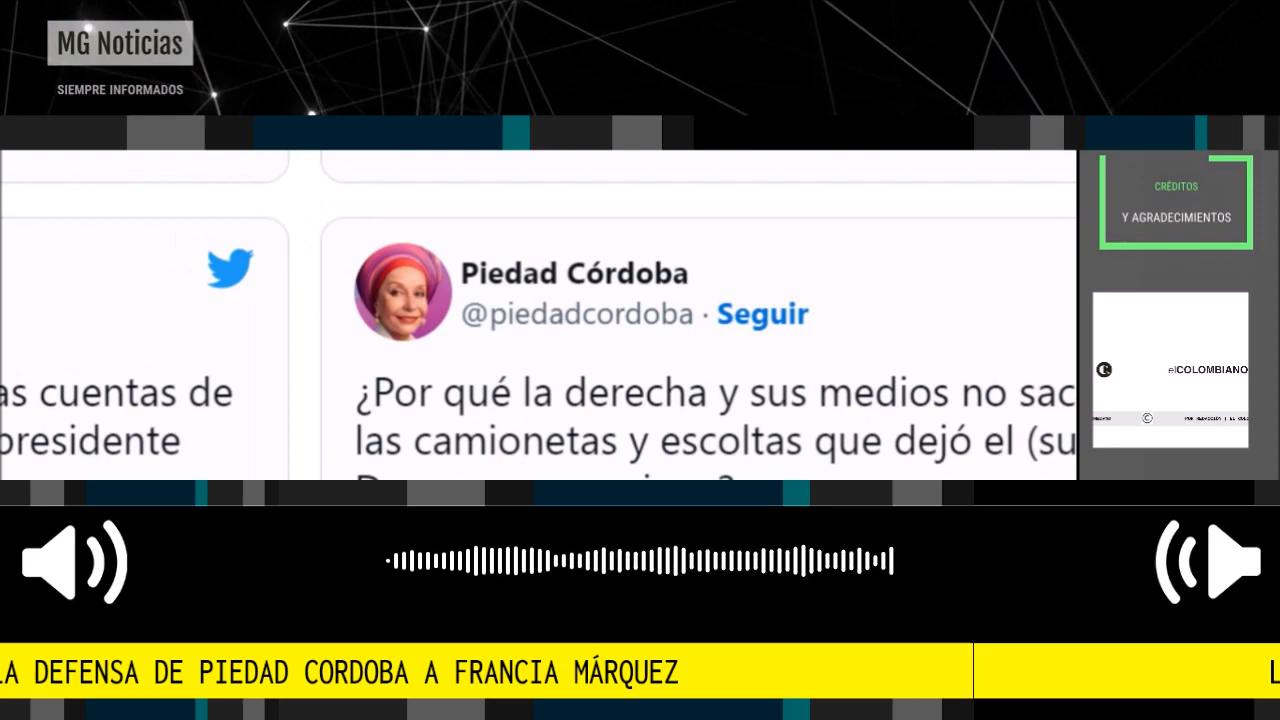 MG Noticias
SIEMPRE INFORMADOS
CRÉDITOS
Y AGRADECIMIENTOS
Piedad Córdoba
@piedadcordoba · Seguir
as cuentas de
presidente
¿Por qué la derecha y sus medios no sac
las camionetas y escoltas que dejó el (su
elCOLOMBIANO
LA DEFENSA DE PIEDAD CORDOBA A FRANCIA MÁRQUEZ
L